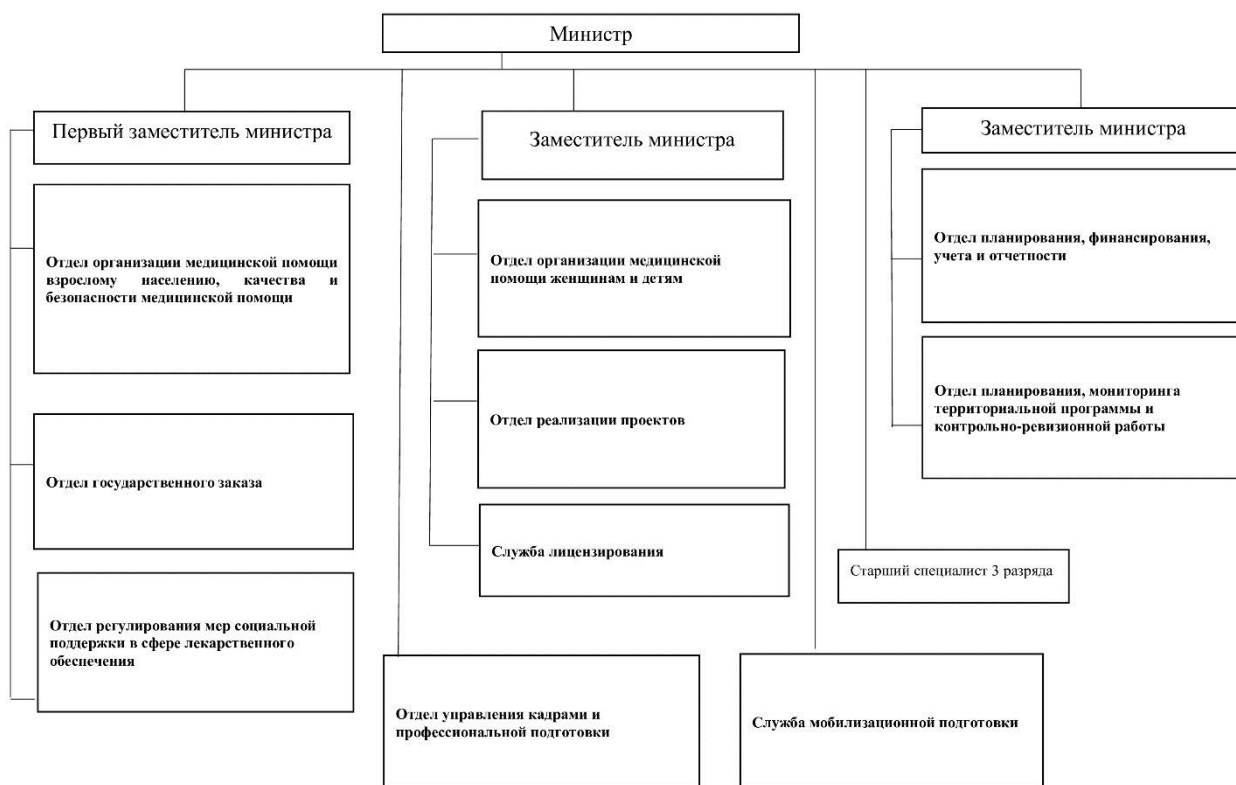 Министр
Первый заместитель министра
Отдел организации медицинской помощи
взрослому населению, качества и
безопасности медицинской помощи
Отдел государственного заказа
Отдел регулирования мер социальной
поддержки в сфере лекарственного
обеспечения
Заместитель министра
Отдел организации медицинской
помощи женщинам и детям
Отдел реализации проектов
Служба лицензирования
Заместитель министра
Отдел планирования, финансирования,
учета и отчетности
Отдел планирования, мониторинга
территориальной программы и
контрольно-ревизионной работы
Старший специалист 3 разряда
Отдел управления кадрами и
профессиональной подготовки
Служба мобилизационной подготовки